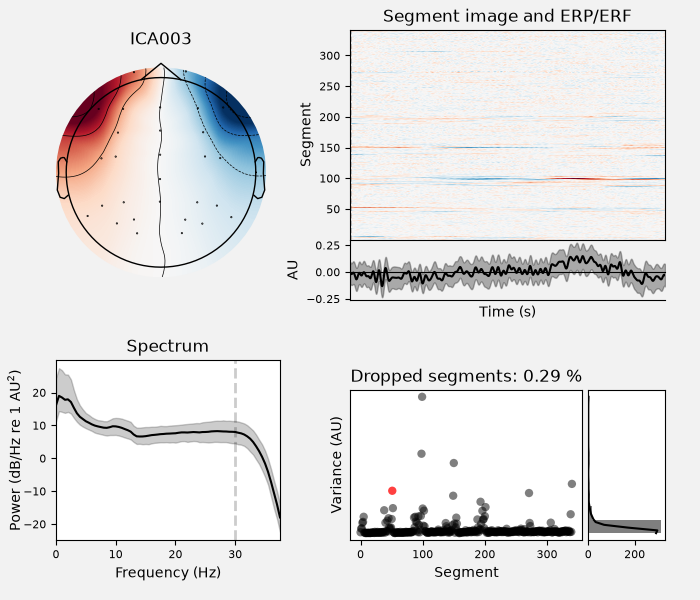 ICA003
Segment image and ERP/ERF
Segment
300
250
200
150
100
50
AU
0.25
0.00
−0.25
Time (s)
Spectrum
Power (dB/Hz re 1 AU²)
20
10
0
−10
−20
0 10 20 30
Frequency (Hz)
Dropped segments: 0.29 %
Variance (AU)
0 100 200 300
Segment
0 200